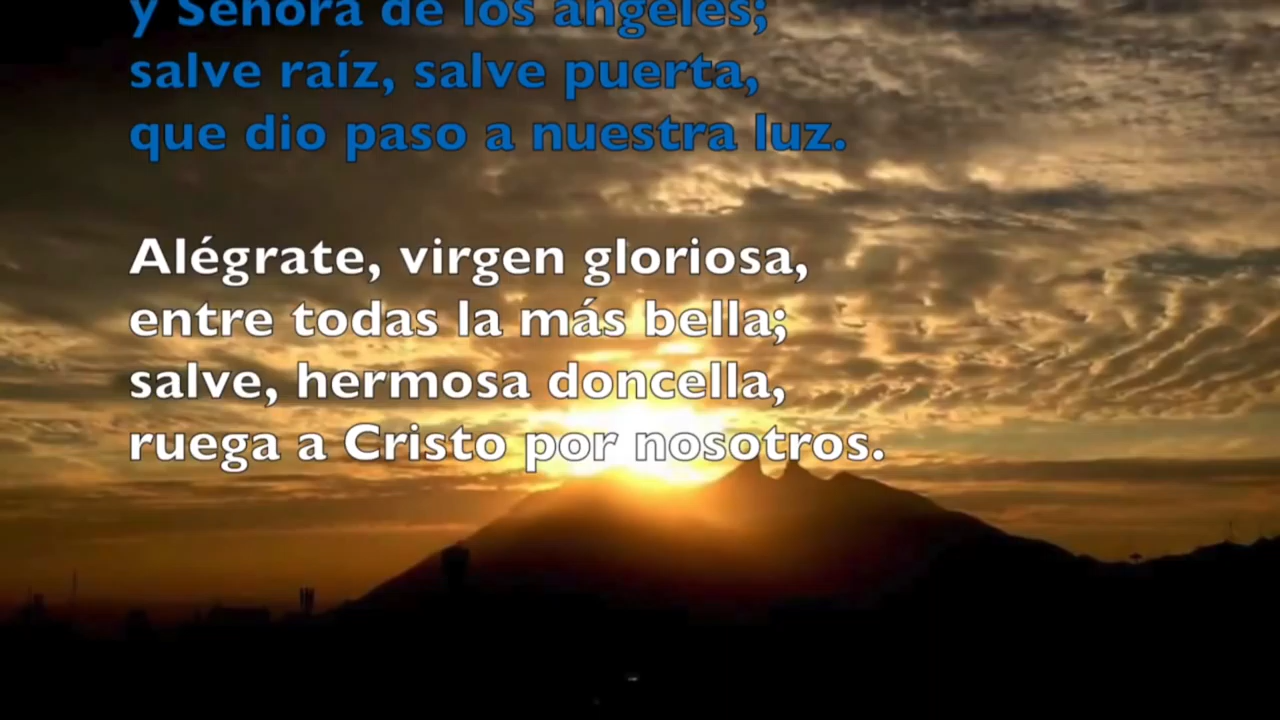 y Señora de los ángeles;
salve raíz, salve puerta,
que dio paso a nuestra luz.
Alégrate, virgen gloriosa,
entre todas la más bella;
salve, hermosa doncella,
ruega a Cristo por nosotros.